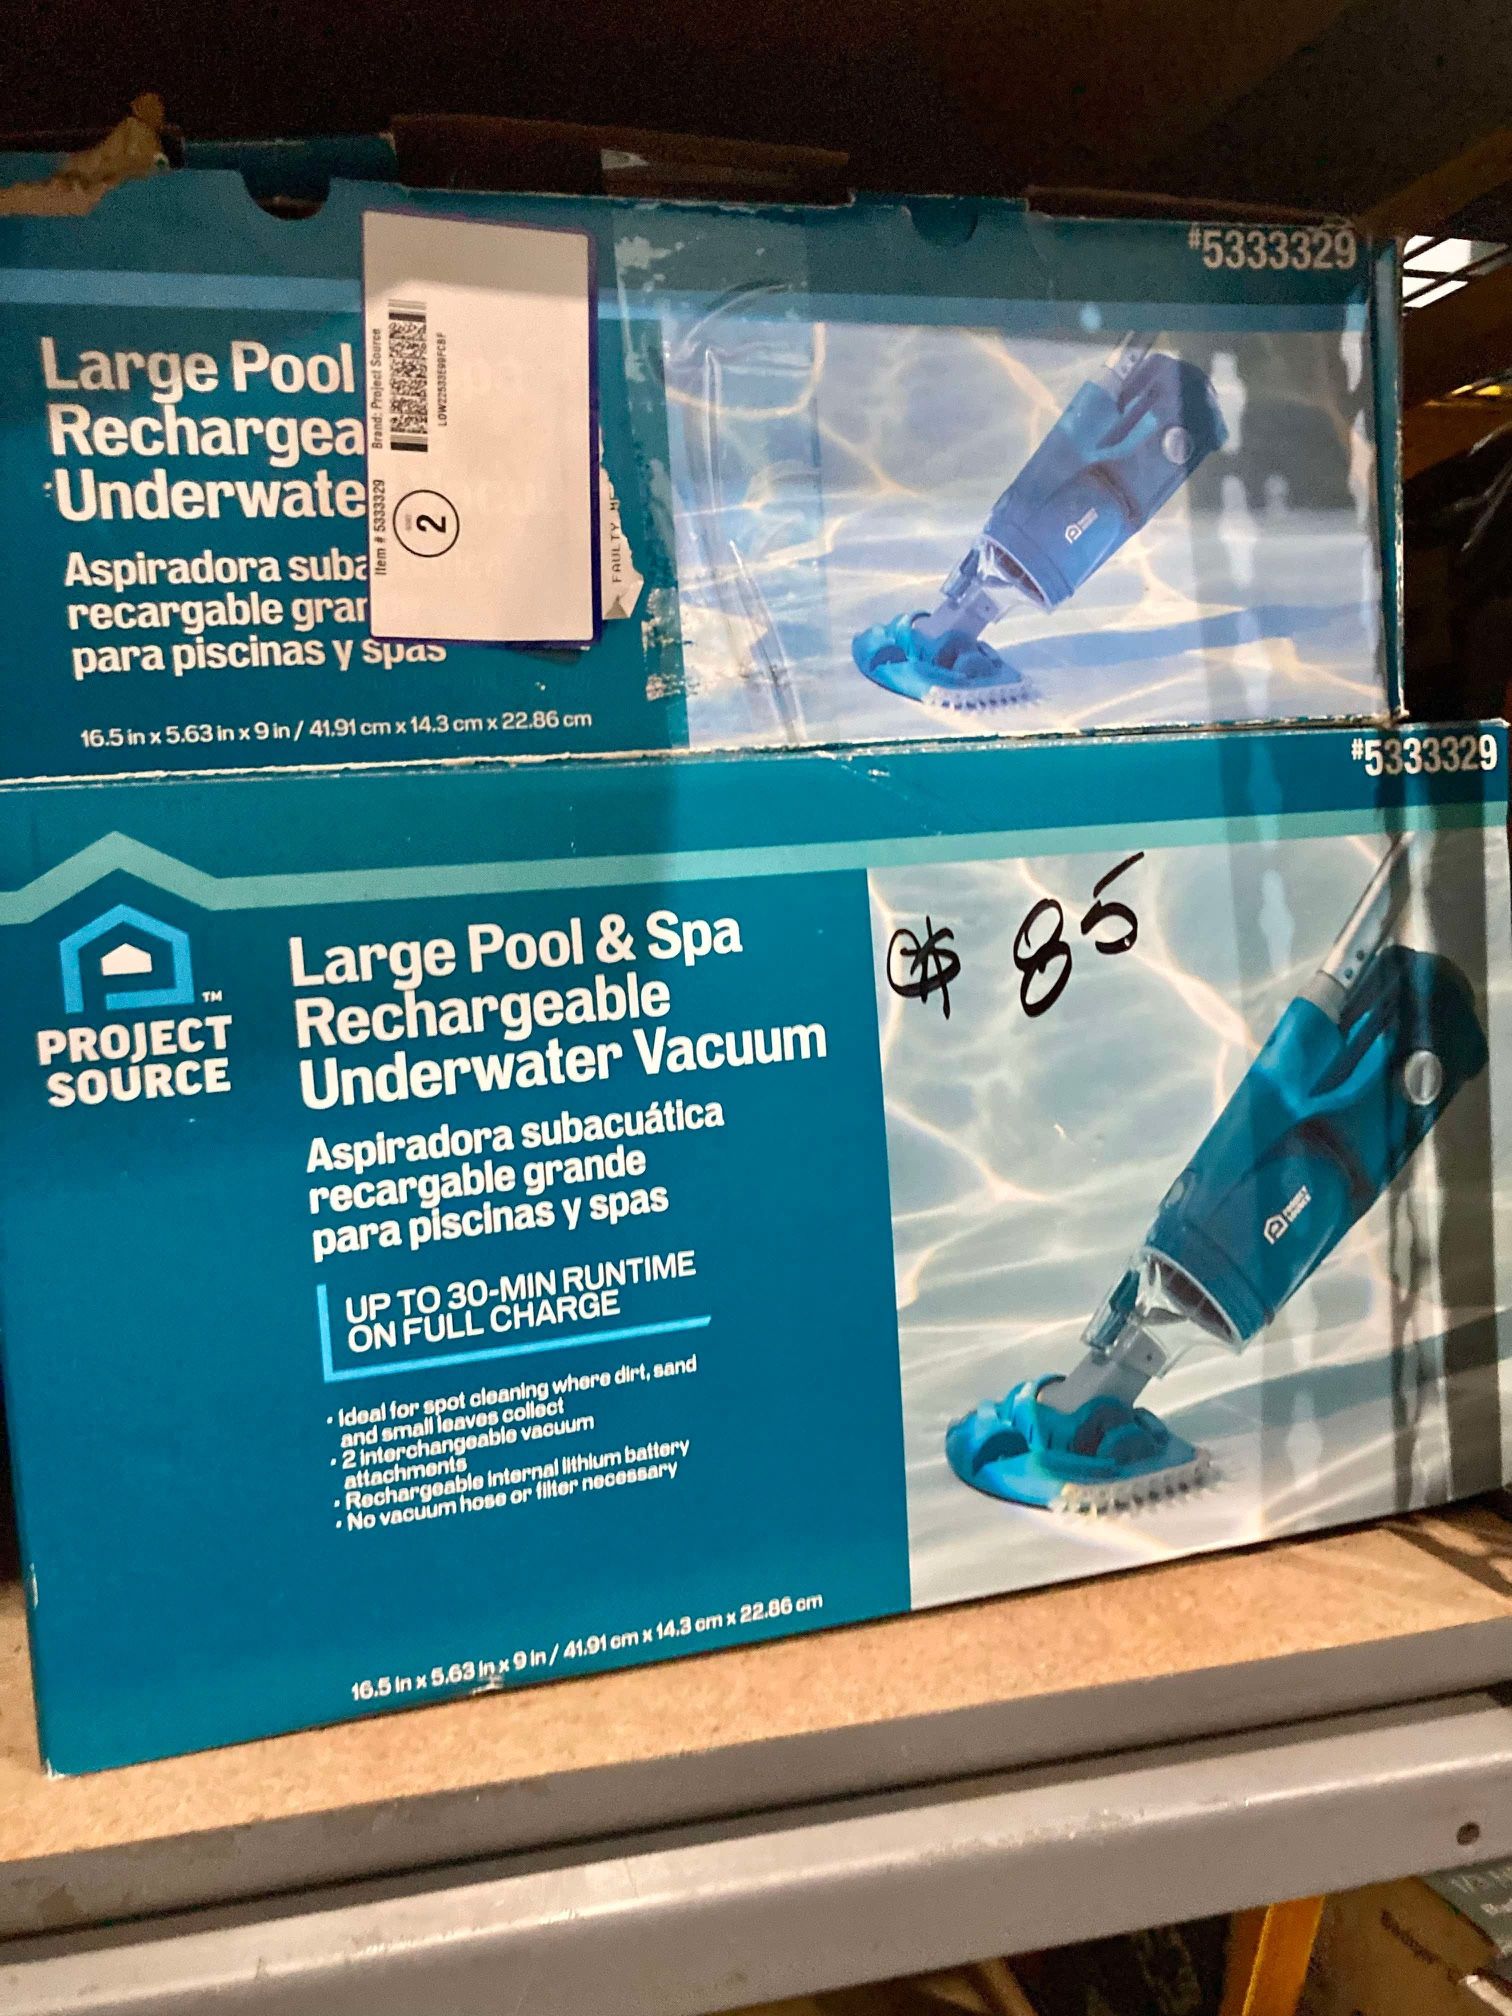 #5333329
Large Pool
Rechargea
Underwate
Aspiradora suba
recargable gran
para piscinas y spas
16.5 in x 5.63 in x 9 in / 41.91 cm x 14.3 cm x 22.86 cm
Item # 5333329 Brand: Project Source
2
LOW22533E99FCBF
FAULTY
#5333329
PROJECT
SOURCE
TM
Large Pool & Spa
Rechargeable
Underwater Vacuum
Aspiradora subacuática
recargable grande
para piscinas y spas
UP TO 30-MIN RUNTIME
ON FULL CHARGE
• Ideal for spot cleaning where dirt, sand
and small leaves collect
• 2 interchangeable vacuum
attachments
• Rechargeable internal lithium battery
• No vacuum hose or filter necessary
16.5 in x 5.63 in x 9 in / 41.91 cm x 14.3 cm x 22.86 cm
$ 85
PROJECT
SOURCE